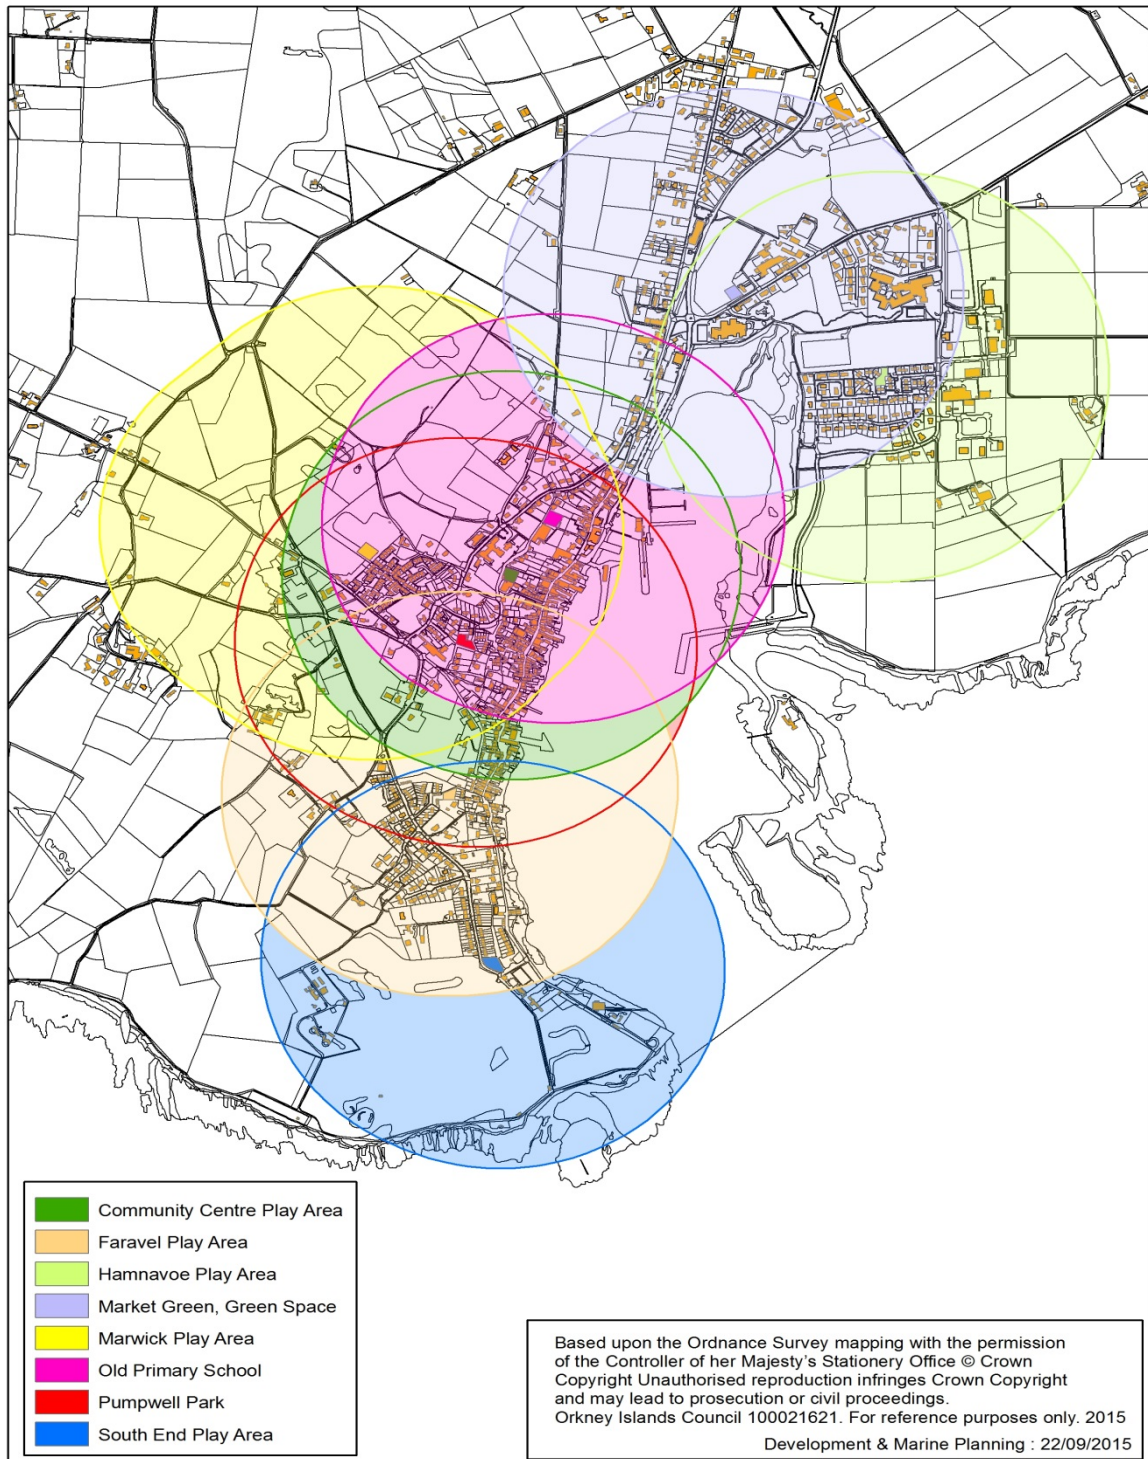 Community Centre Play Area
Faravel Play Area
Hamnavoe Play Area
Market Green, Green Space
Marwick Play Area
Old Primary School
Pumpwell Park
South End Play Area
Based upon the Ordnance Survey mapping with the permission
of the Controller of her Majesty's Stationery Office © Crown
Copyright Unauthorised reproduction infringes Crown Copyright
and may lead to prosecution or civil proceedings.
Orkney Islands Council 100021621. For reference purposes only. 2015
Development & Marine Planning : 22/09/2015